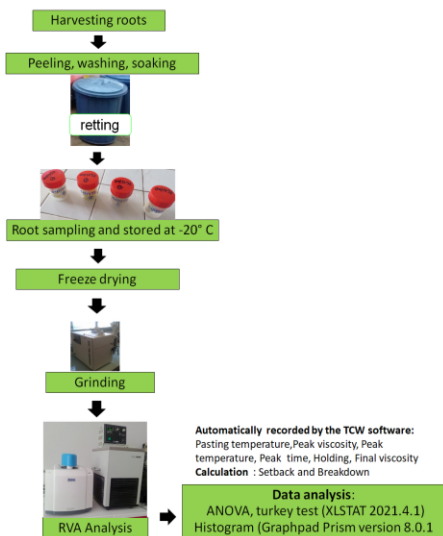 Harvesting roots
Peeling, washing, soaking
retting
Root sampling and stored at -20° C
Freeze drying
Grinding
RVA Analysis
Automatically recorded by the TCW software:
Pasting temperature,Peak viscosity, Peak
temperature, Peak time, Holding, Final viscosity
Calculation : Setback and Breakdown
Data analysis:
ANOVA, turkey test (XLSTAT 2021.4.1)
Histogram (Graphpad Prism version 8.0.1